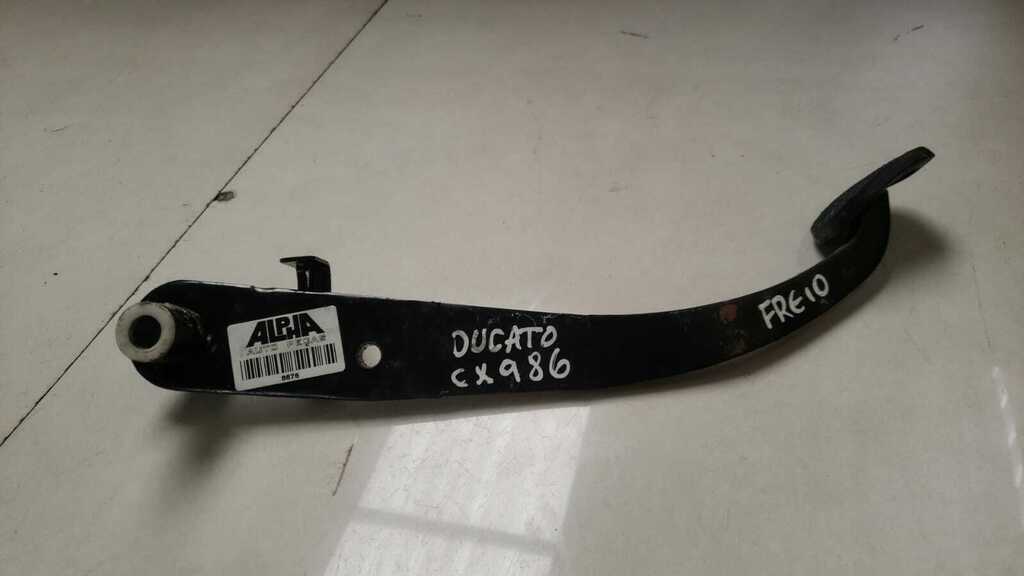 ALPHA
AUTO PEÇAS
DUCATO
CX986
FREIO